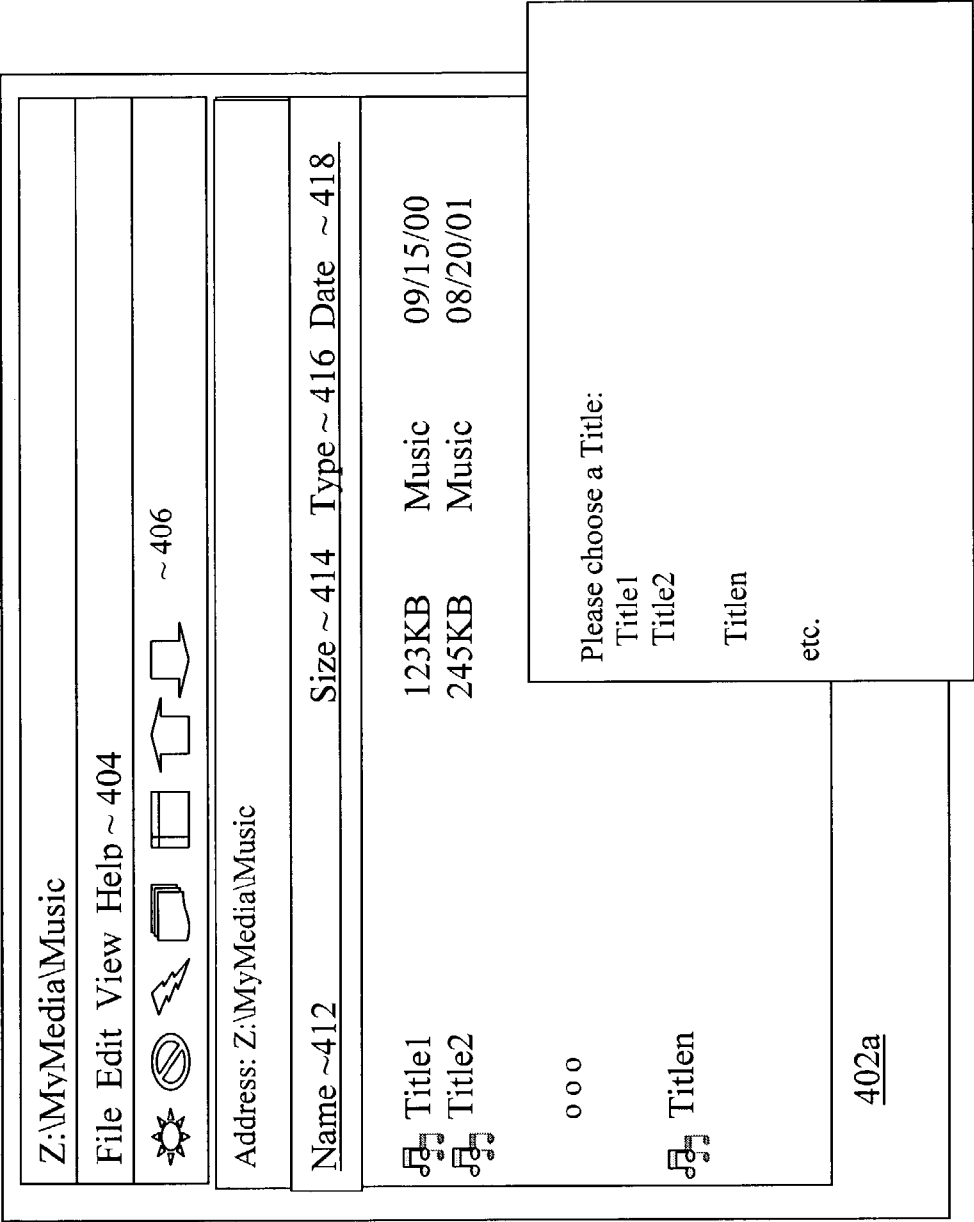 Z:\MyMedia\Music
File Edit View Help ~ 404
~ 406
Address: Z:\MyMedia\Music
Name ~412 Size ~ 414 Type ~ 416 Date ~ 418
Title1 123KB Music 09/15/00
Title2 245KB Music 08/20/01
o o o
Titlen
402a
Please choose a Title:
Title1
Title2
Titlen
etc.